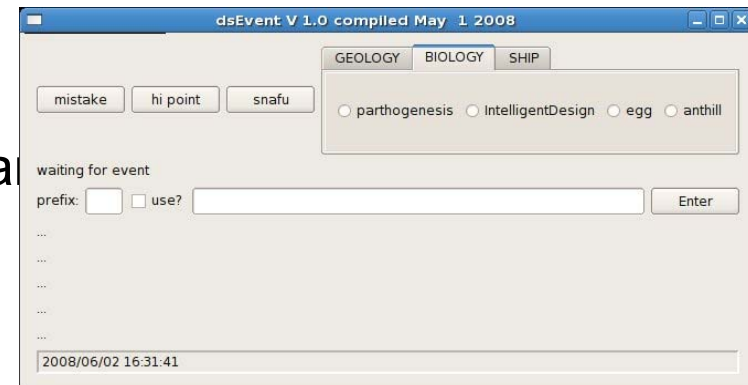 dsEvent V 1.0 compiled May 1 2008
GEOLOGY BIOLOGY SHIP
mistake hi point snafu
parthogenesis IntelligentDesign egg anthill
waiting for event
prefix: use? Enter
...
...
...
...
...
2008/06/02 16:31:41